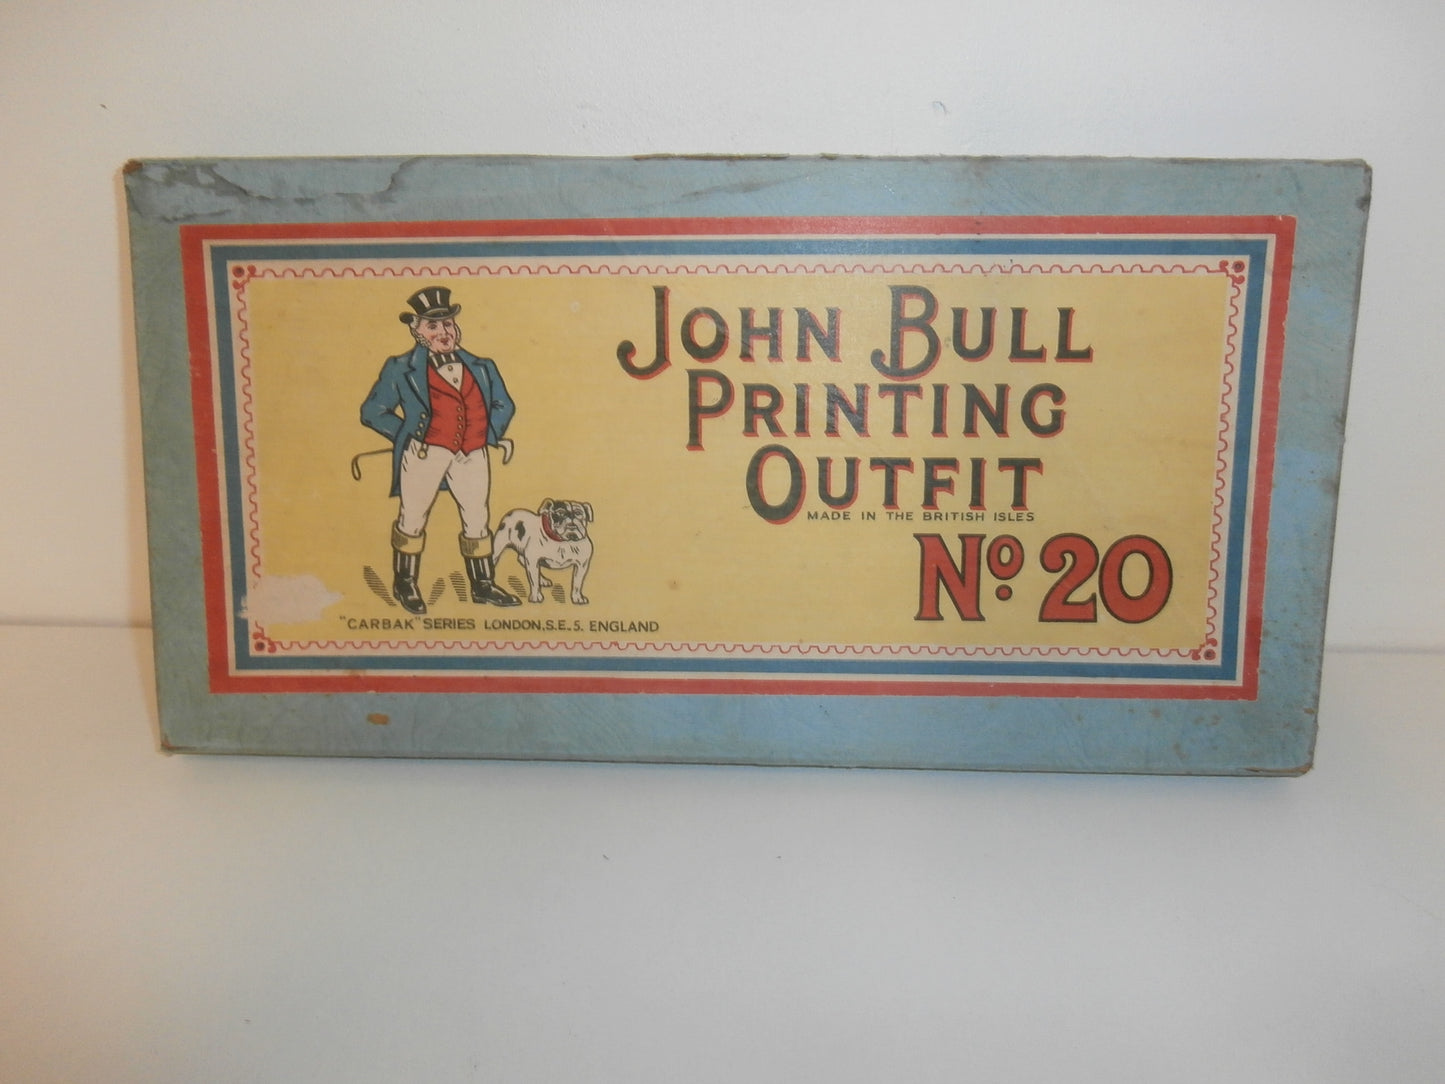 JOHN BULL
PRINTING
OUTFIT
MADE IN THE BRITISH ISLES
No. 20
"CARBAK" SERIES LONDON, S.E.5. ENGLAND